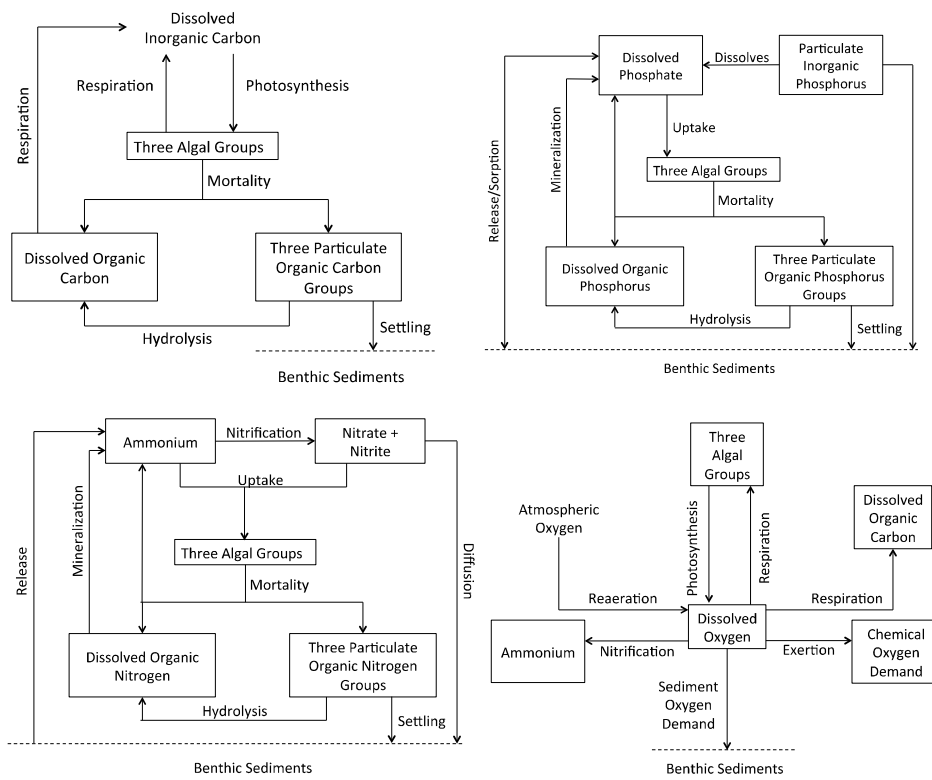 Dissolved
Inorganic Carbon
Respiration
Respiration
Photosynthesis
Three Algal Groups
Mortality
Dissolved Organic
Carbon
Three Particulate
Organic Carbon
Groups
Hydrolysis
Settling
Benthic Sediments
Dissolved
Phosphate
Dissolves
Particulate
Inorganic
Phosphorus
Release/Sorption
Mineralization
Uptake
Three Algal Groups
Mortality
Dissolved Organic
Phosphorus
Three Particulate
Organic Phosphorus
Groups
Hydrolysis
Settling
Benthic Sediments
Ammonium
Nitrification
Nitrate +
Nitrite
Uptake
Release
Mineralization
Three Algal Groups
Mortality
Diffusion
Dissolved Organic
Nitrogen
Three Particulate
Organic Nitrogen
Groups
Hydrolysis
Settling
Benthic Sediments
Three
Algal
Groups
Atmospheric
Oxygen
Photosynthesis
Respiration
Dissolved
Organic
Carbon
Reaeration
Dissolved
Oxygen
Respiration
Ammonium
Nitrification
Exertion
Chemical
Oxygen
Demand
Sediment
Oxygen
Demand
Benthic Sediments